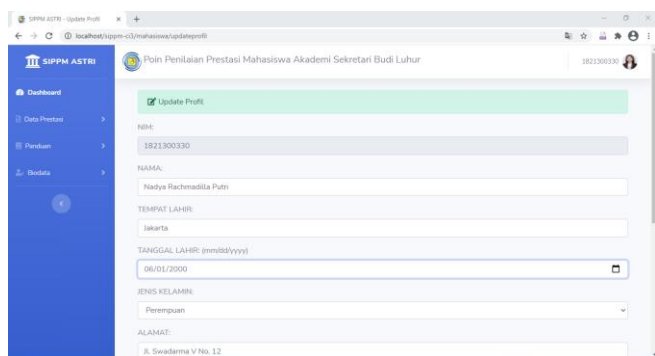 SIPPM ASTRI - Update Profil
localhost/sippm-ci3/mahasiswa/updateprofil
SIPPM ASTRI
Poin Penilaian Prestasi Mahasiswa Akademi Sekretari Budi Luhur
1821300330
Dashboard
Data Prestasi
Panduan
Biodata
Update Profil
NIM:
1821300330
NAMA:
Nadya Rachmadilla Putri
TEMPAT LAHIR:
Jakarta
TANGGAL LAHIR: (mm/dd/yyyy)
06/01/2000
JENIS KELAMIN:
Perempuan
ALAMAT:
Jl. Swadarma V No. 12